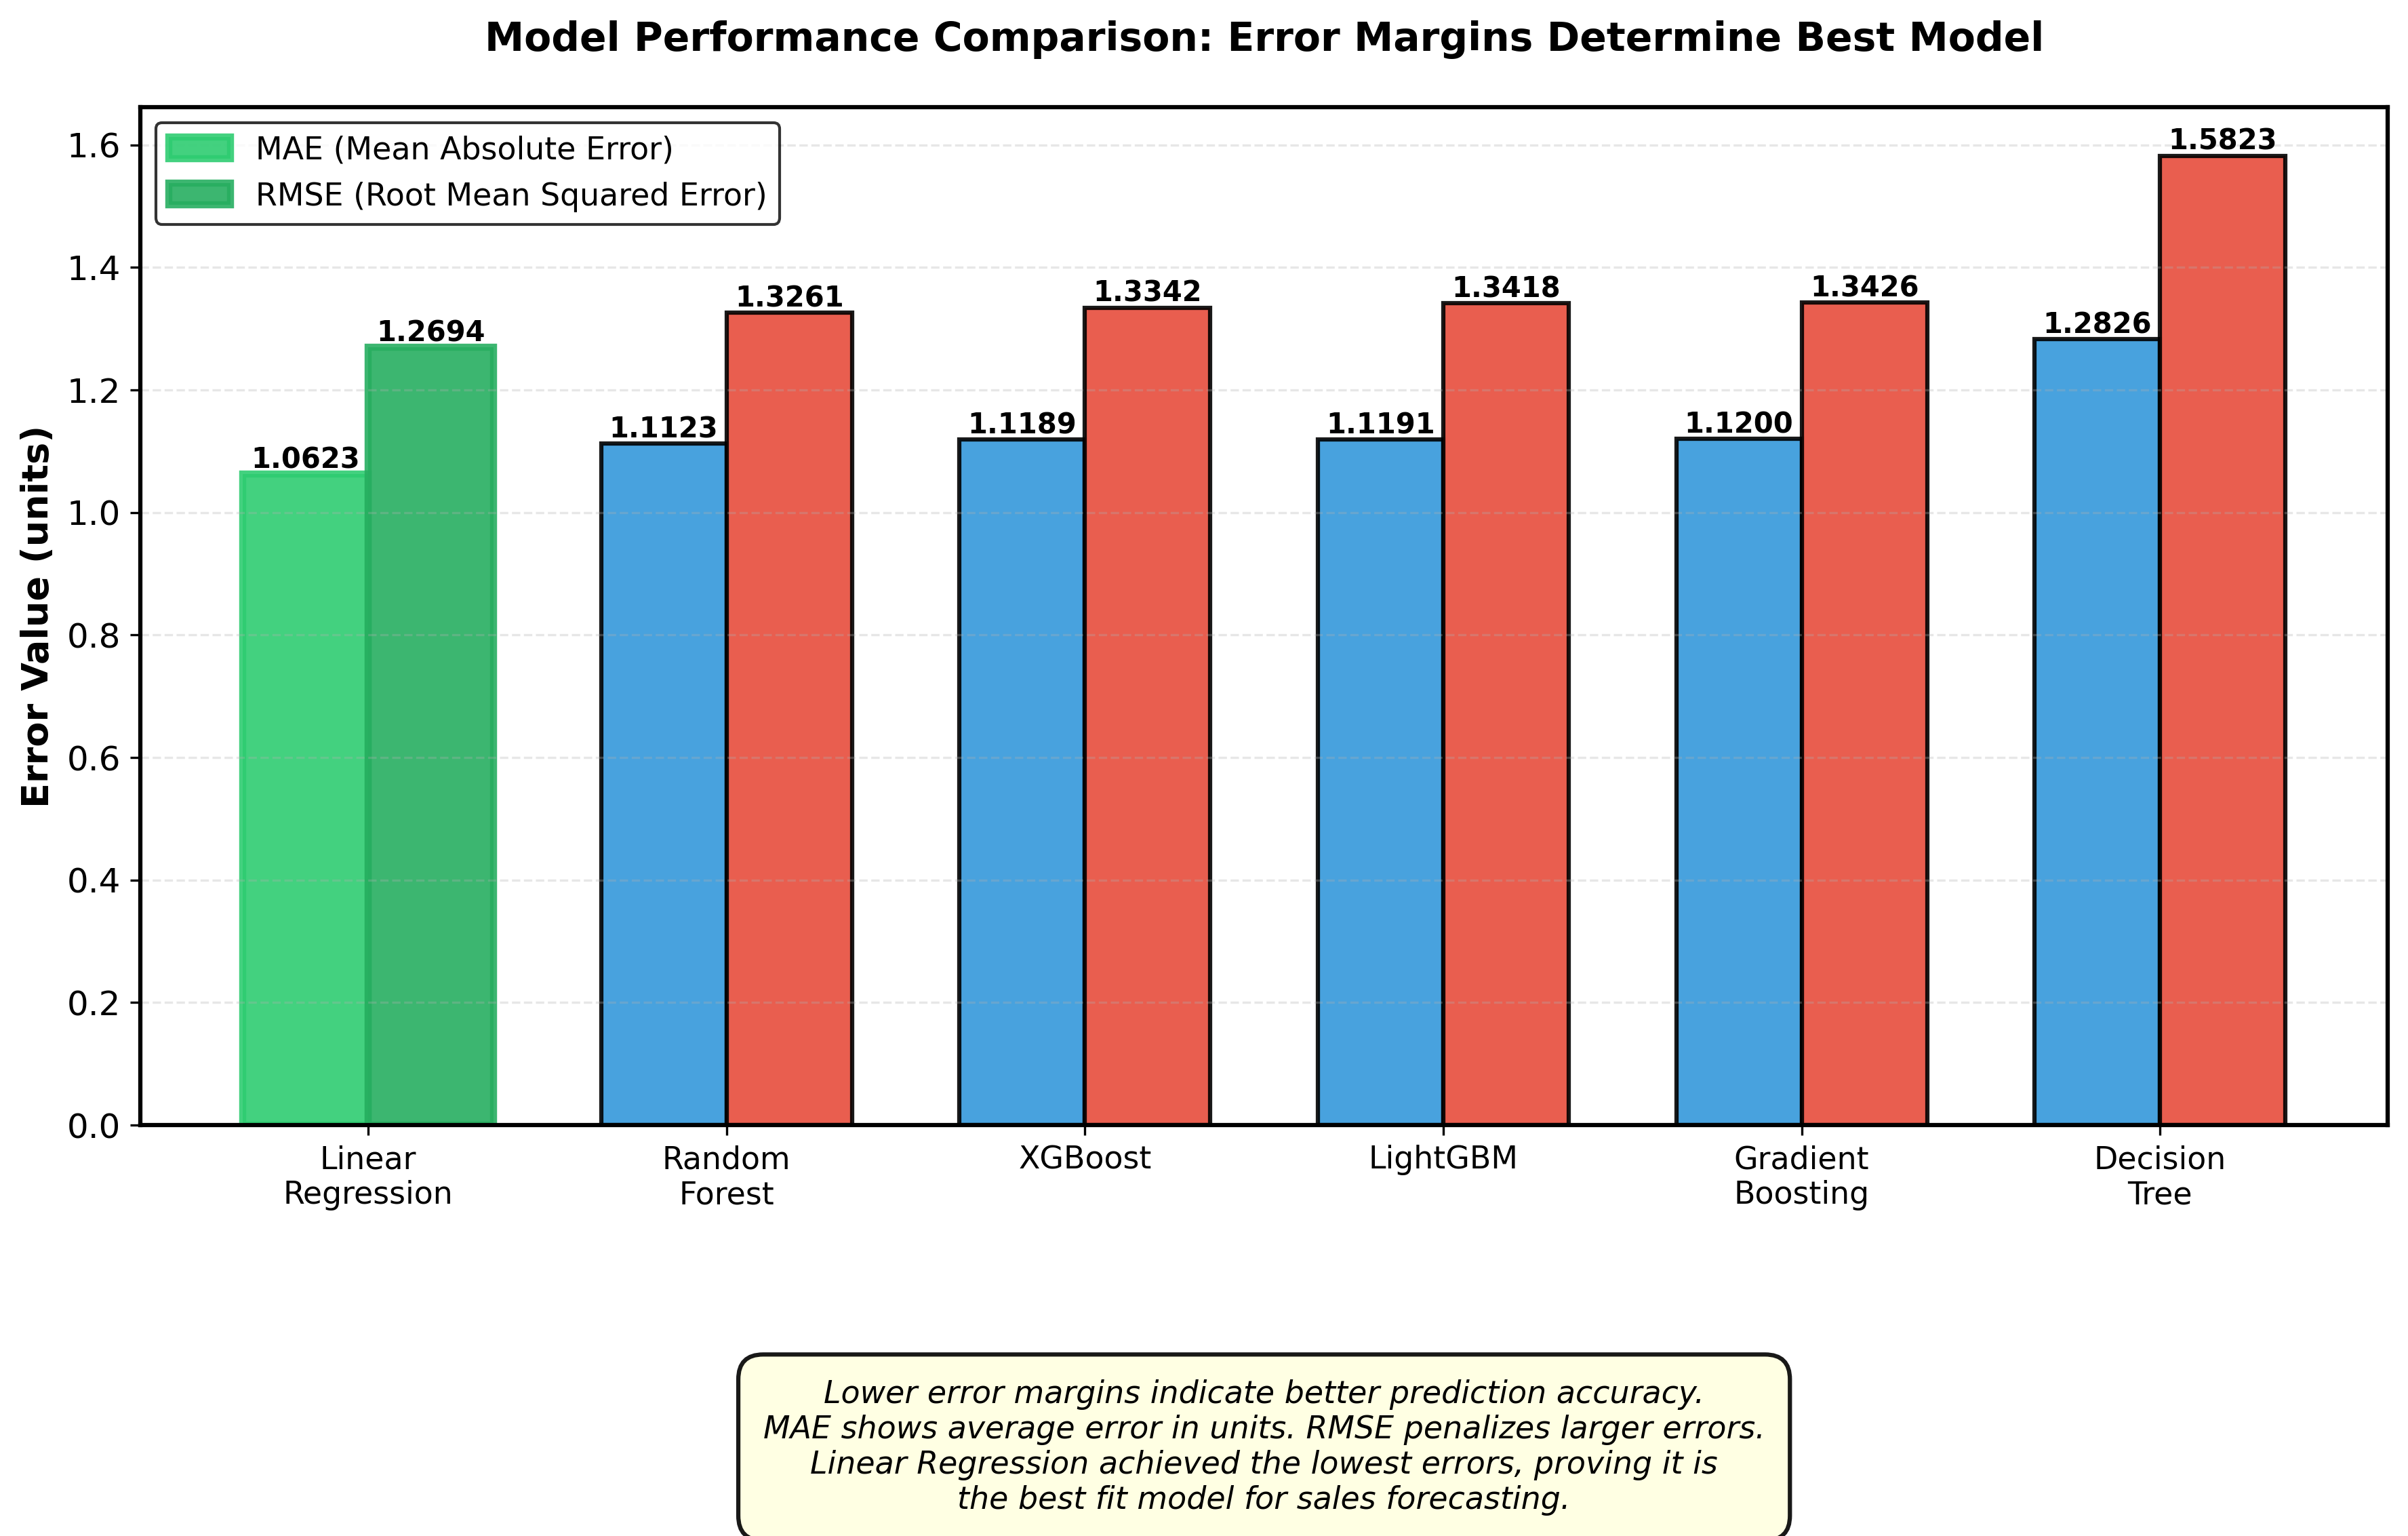 Model Performance Comparison: Error Margins Determine Best Model
MAE (Mean Absolute Error)
RMSE (Root Mean Squared Error)
Error Value (units)
1.6
1.4
1.2
1.0
0.8
0.6
0.4
0.2
0.0
1.0623
1.2694
1.1123
1.3261
1.1189
1.3342
1.1191
1.3418
1.1200
1.3426
1.2826
1.5823
Linear
Regression
Random
Forest
XGBoost
LightGBM
Gradient
Boosting
Decision
Tree
Lower error margins indicate better prediction accuracy.
MAE shows average error in units. RMSE penalizes larger errors.
Linear Regression achieved the lowest errors, proving it is
the best fit model for sales forecasting.